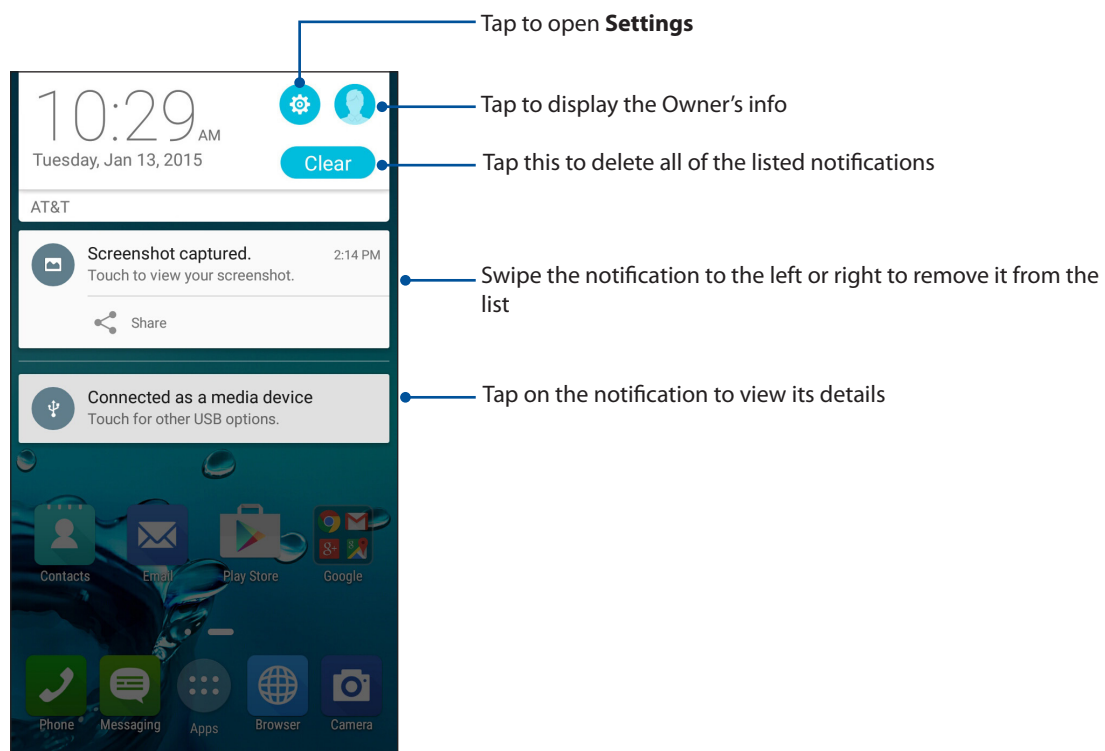 Tap to open Settings
10:29 AM
Tap to display the Owner's info
Tuesday, Jan 13, 2015
Clear
Tap this to delete all of the listed notifications
AT&T
Screenshot captured.
2:14 PM
Touch to view your screenshot.
Swipe the notification to the left or right to remove it from the
list
Share
Connected as a media device
Touch for other USB options.
Tap on the notification to view its details
Contacts
Email
Play Store
Google
8+
Phone
Messaging
Apps
Browser
Camera